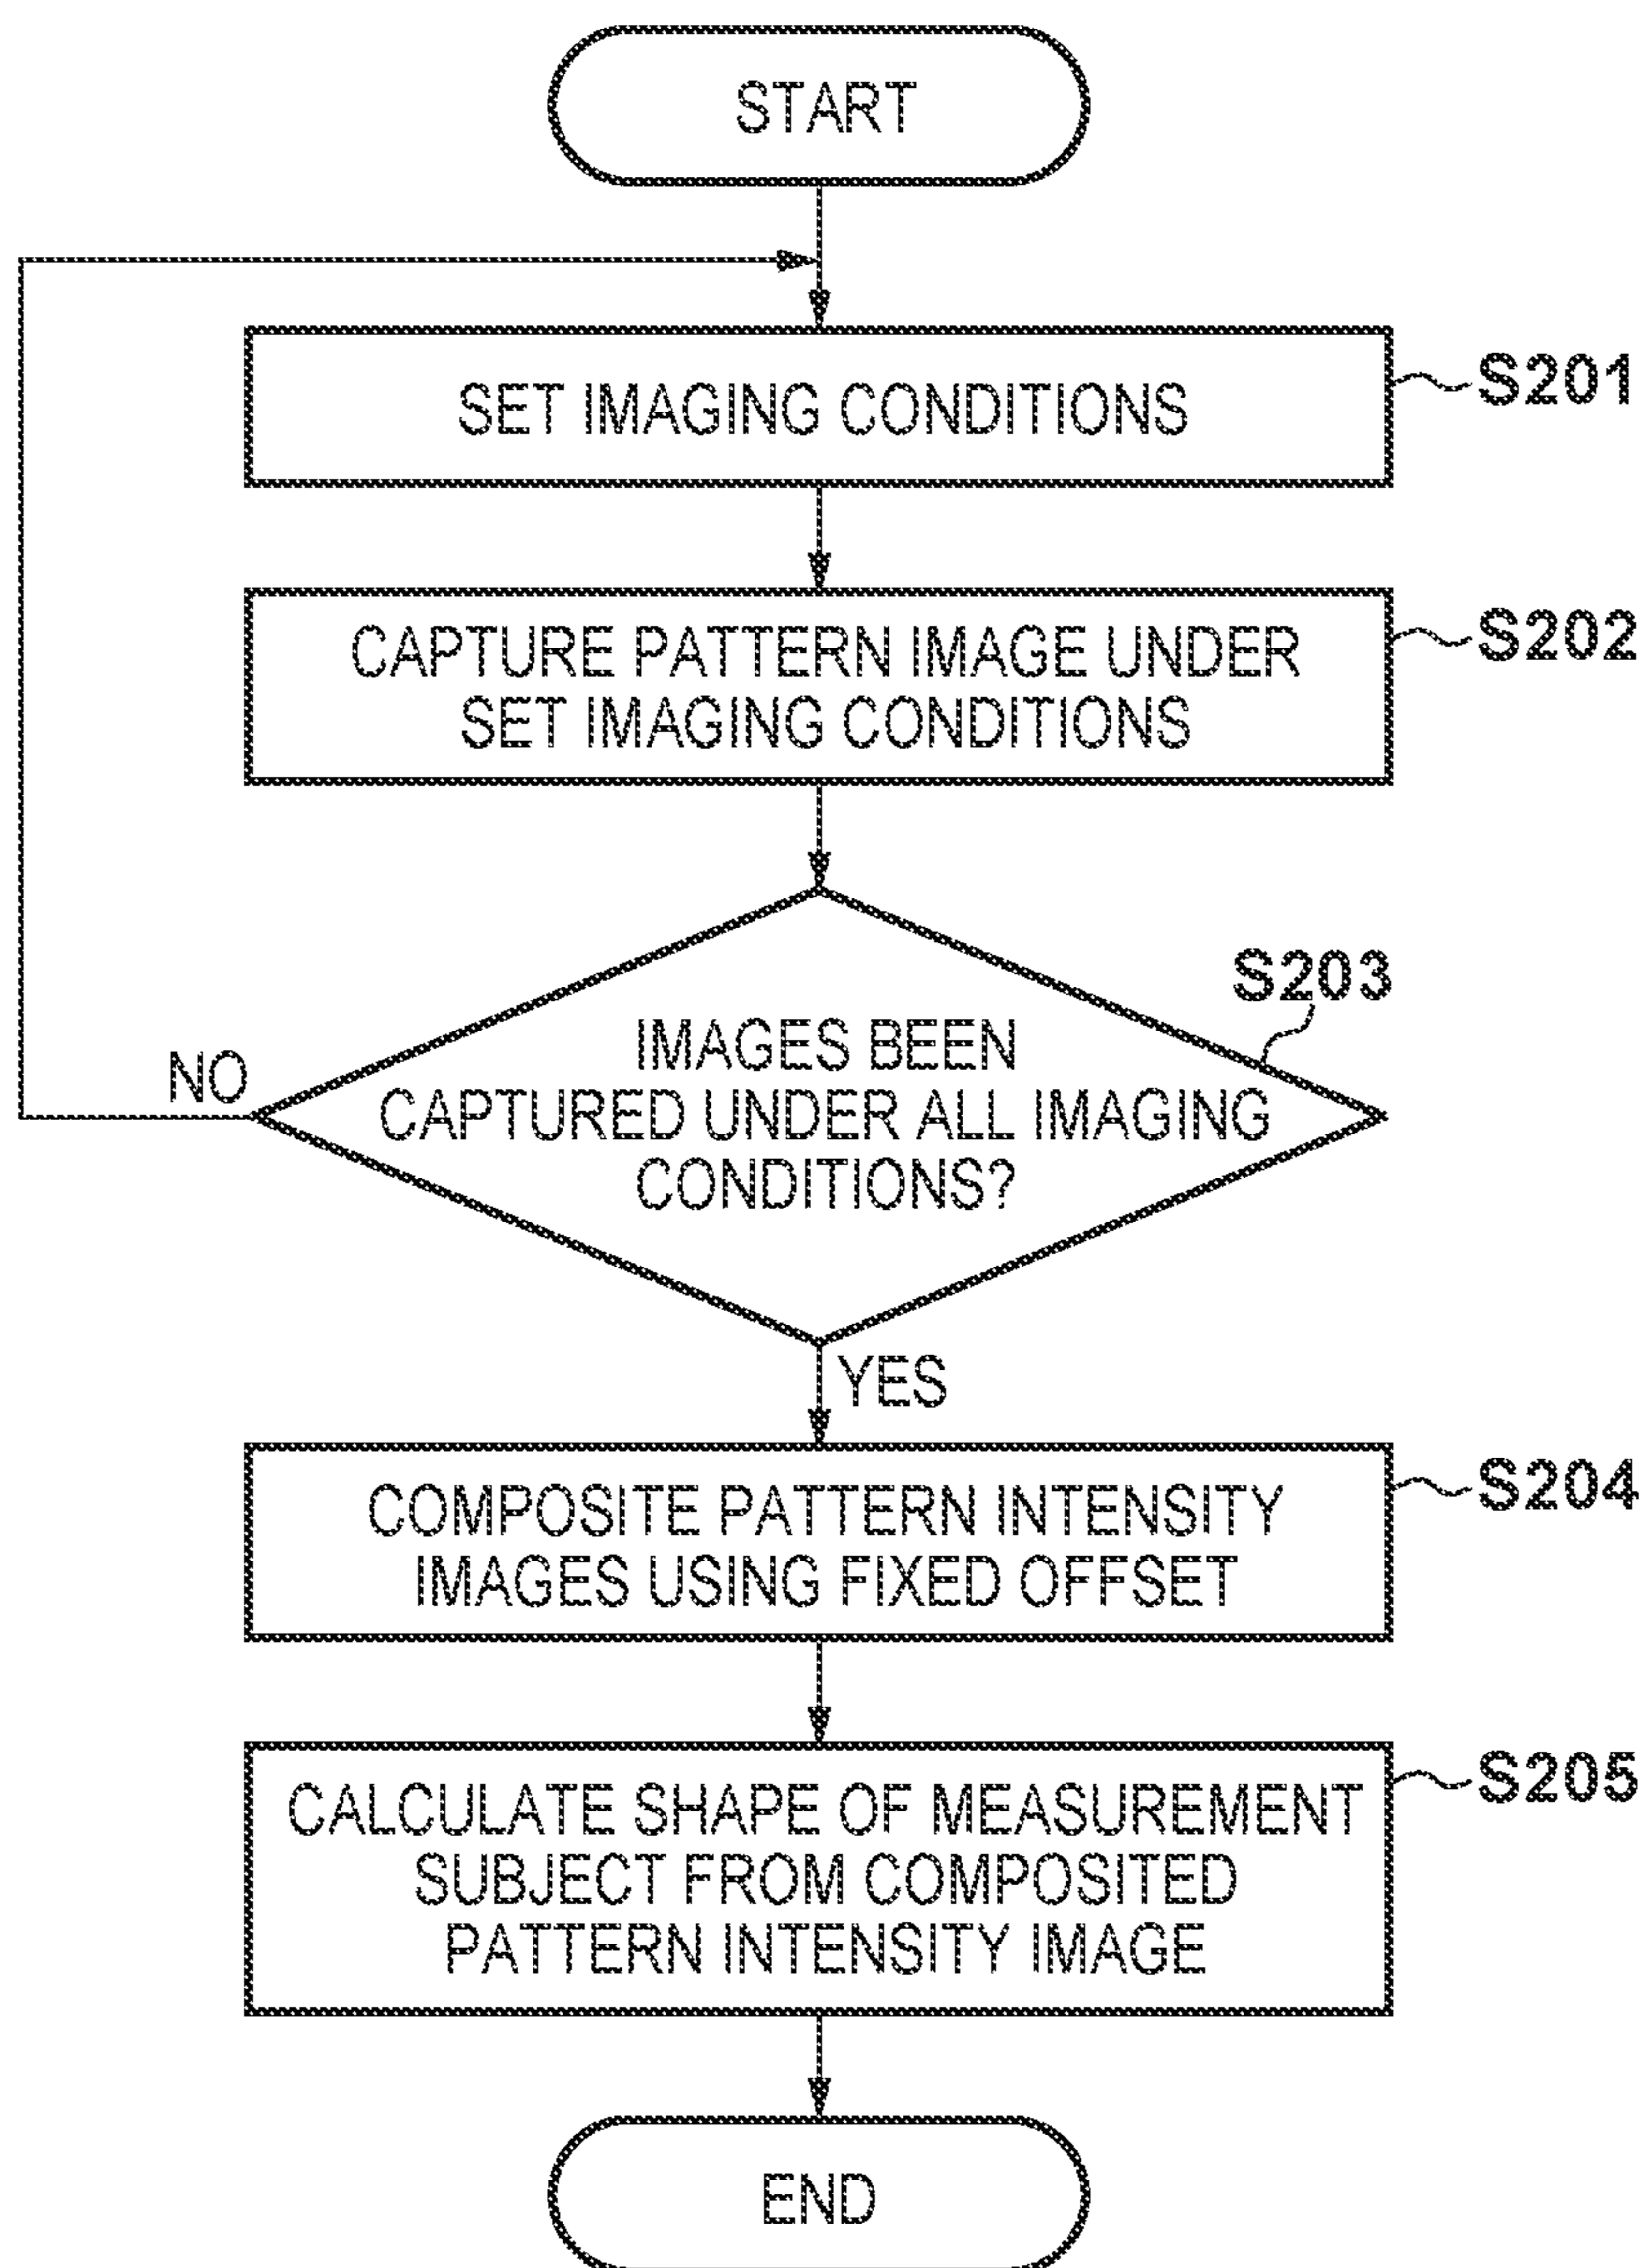 START
SET IMAGING CONDITIONS
S201
CAPTURE PATTERN IMAGE UNDER
SET IMAGING CONDITIONS
S202
S203
IMAGES BEEN
CAPTURED UNDER ALL IMAGING
CONDITIONS?
NO
YES
COMPOSITE PATTERN INTENSITY
IMAGES USING FIXED OFFSET
S204
CALCULATE SHAPE OF MEASUREMENT
SUBJECT FROM COMPOSITED
PATTERN INTENSITY IMAGE
S205
END